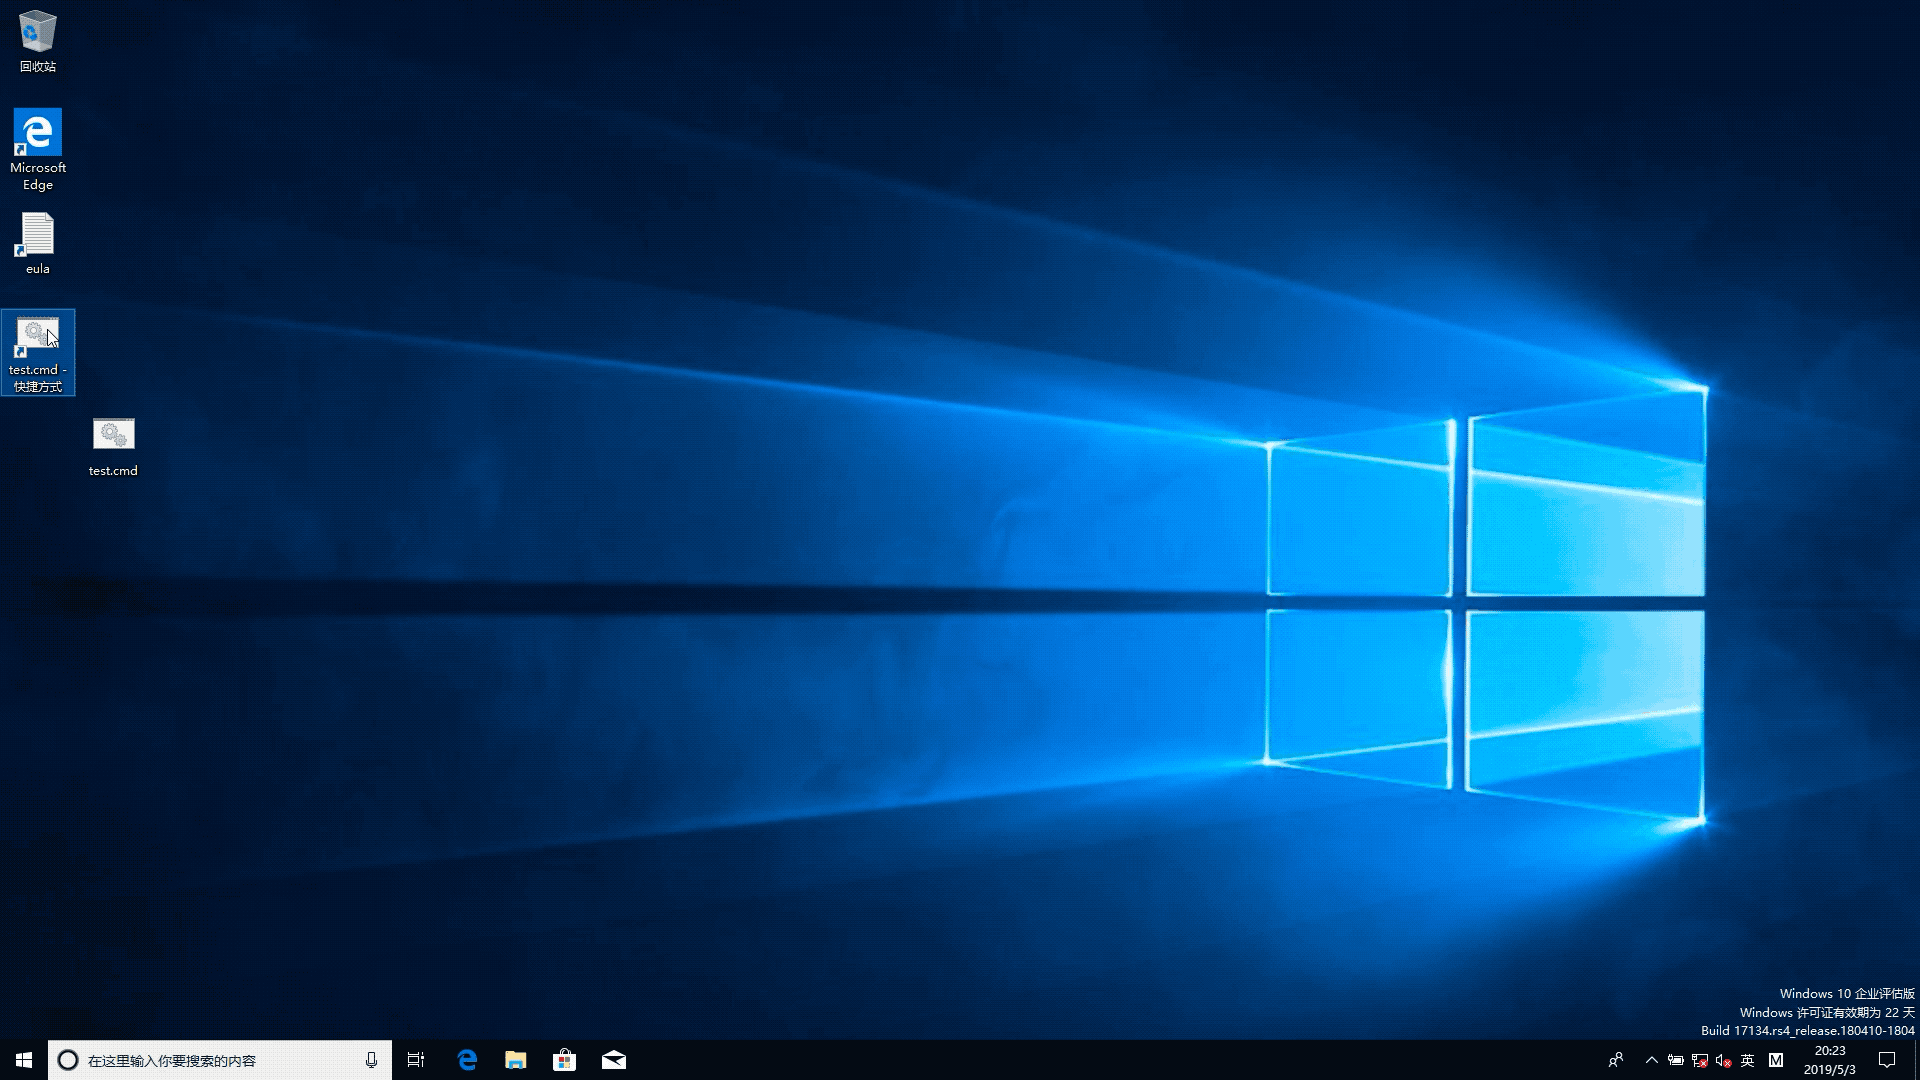 回收站
Microsoft
Edge
eula
test.cmd -
快捷方式
test.cmd
Windows 10 企业评估版
Windows 许可证有效期为 22 天
Build 17134.rs4_release.180410-1804
在这里输入你要搜索的内容
英
M
20:23
2019/5/3